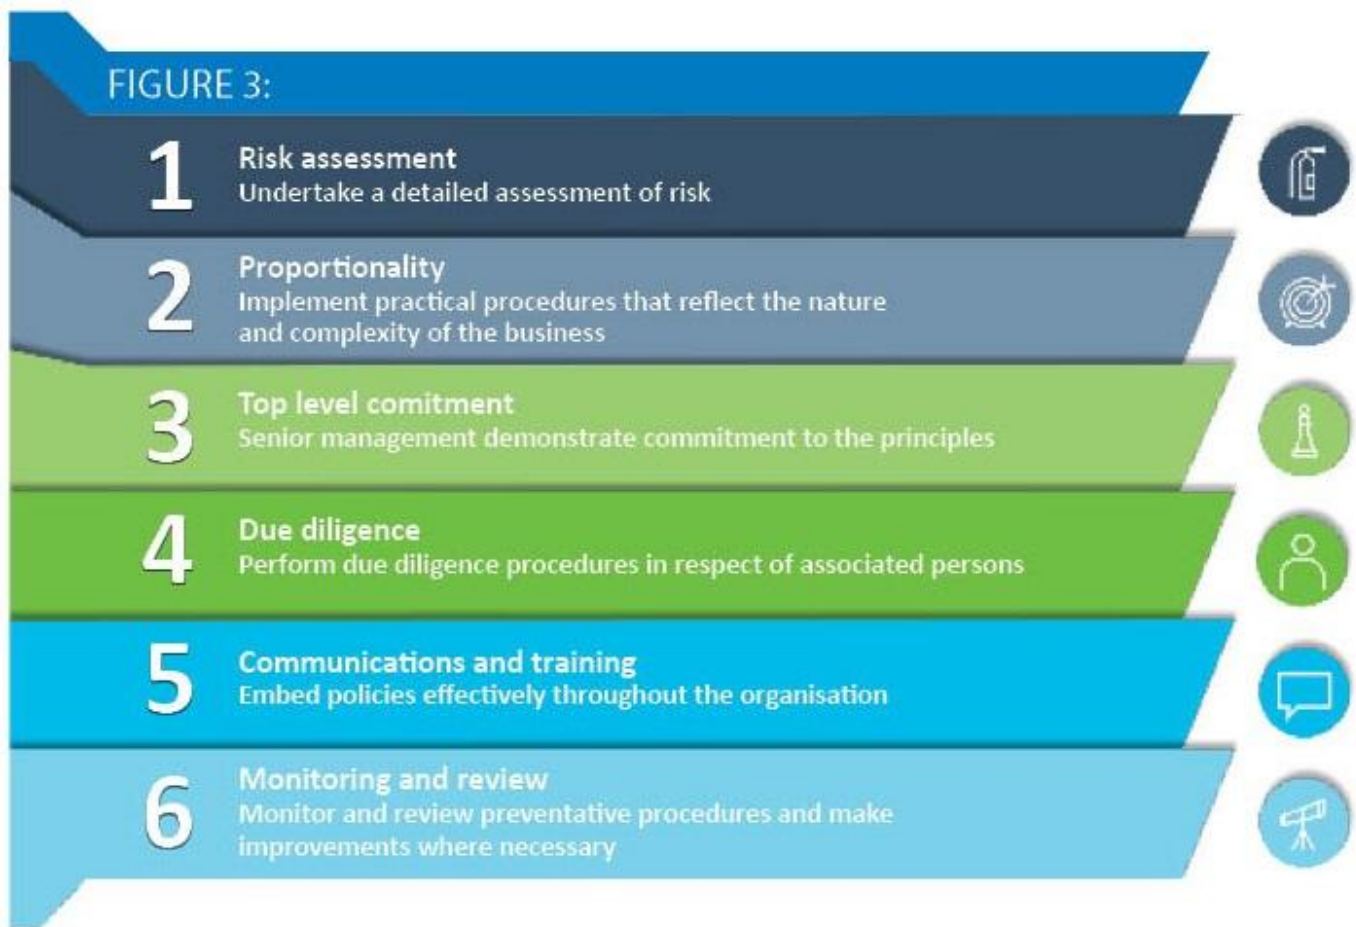 FIGURE 3:
1
Risk assessment
Undertake a detailed assessment of risk
2
Proportionality
Implement practical procedures that reflect the nature
and complexity of the business
3
Top level comitment
Senior management demonstrate commitment to the principles
4
Due diligence
Perform due diligence procedures in respect of associated persons
5
Communications and training
Embed policies effectively throughout the organisation
6
Monitoring and review
Monitor and review preventative procedures and make
improvements where necessary